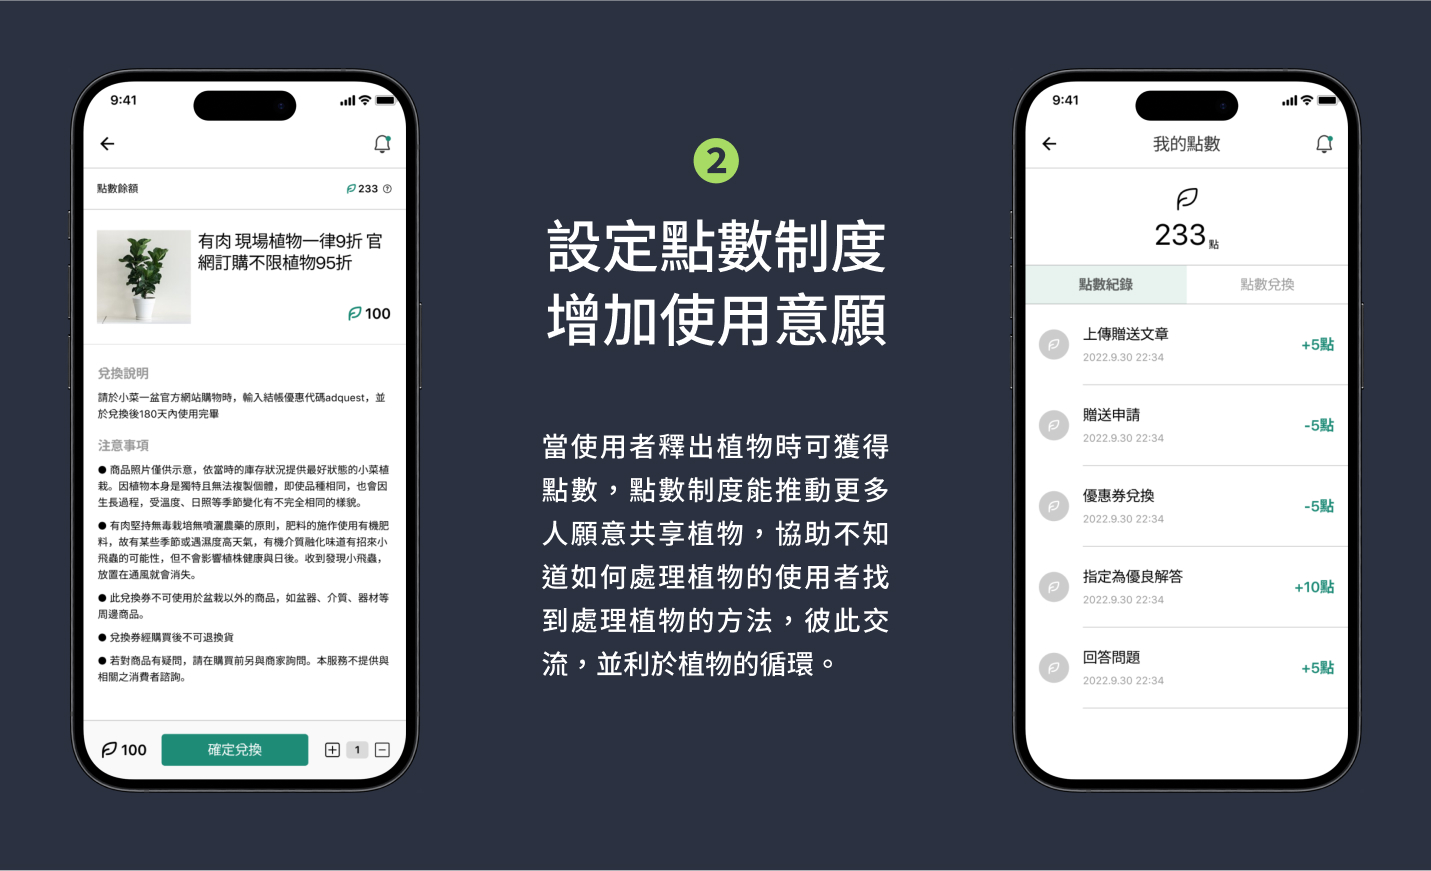 9:41
點數餘額
233
有肉 現場植物一律9折 官
網訂購不限植物95折
100
兌換說明
請於小菜一盆官方網站購物時，輸入結帳優惠代碼adquest，並
於兌換後180天內使用完畢
注意事項
● 商品照片僅供示意，依當時的庫存狀況提供最好狀態的小菜植
栽。因植物本身是獨特且無法複製個體，即使品種相同，也會因
生長過程，受溫度、日照等季節變化有不完全相同的樣貌。
● 有肉堅持無毒栽培無噴灑農藥的原則，肥料的施作使用有機肥
料，故有某些季節或遇濕度高天氣，有機介質融化味道有招來小
飛蟲的可能性，但不會影響植株健康與日後。收到發現小飛蟲，
放置在通風就會消失。
● 此兌換券不可使用於盆栽以外的商品，如盆器、介質、器材等
周邊商品。
● 兌換券經購買後不可退換貨
● 若對商品有疑問，請在購買前另與商家詢問。本服務不提供與
相關之消費者諮詢。
100
確定兌換
1
2
設定點數制度
增加使用意願
當使用者釋出植物時可獲得
點數，點數制度能推動更多
人願意共享植物，協助不知
道如何處理植物的使用者找
到處理植物的方法，彼此交
流，並利於植物的循環。
9:41
我的點數
233點
點數紀錄
點數兌換
上傳贈送文章
+5點
2022.9.30 22:34
贈送申請
-5點
2022.9.30 22:34
優惠券兌換
-5點
2022.9.30 22:34
指定為優良解答
+10點
2022.9.30 22:34
回答問題
+5點
2022.9.30 22:34